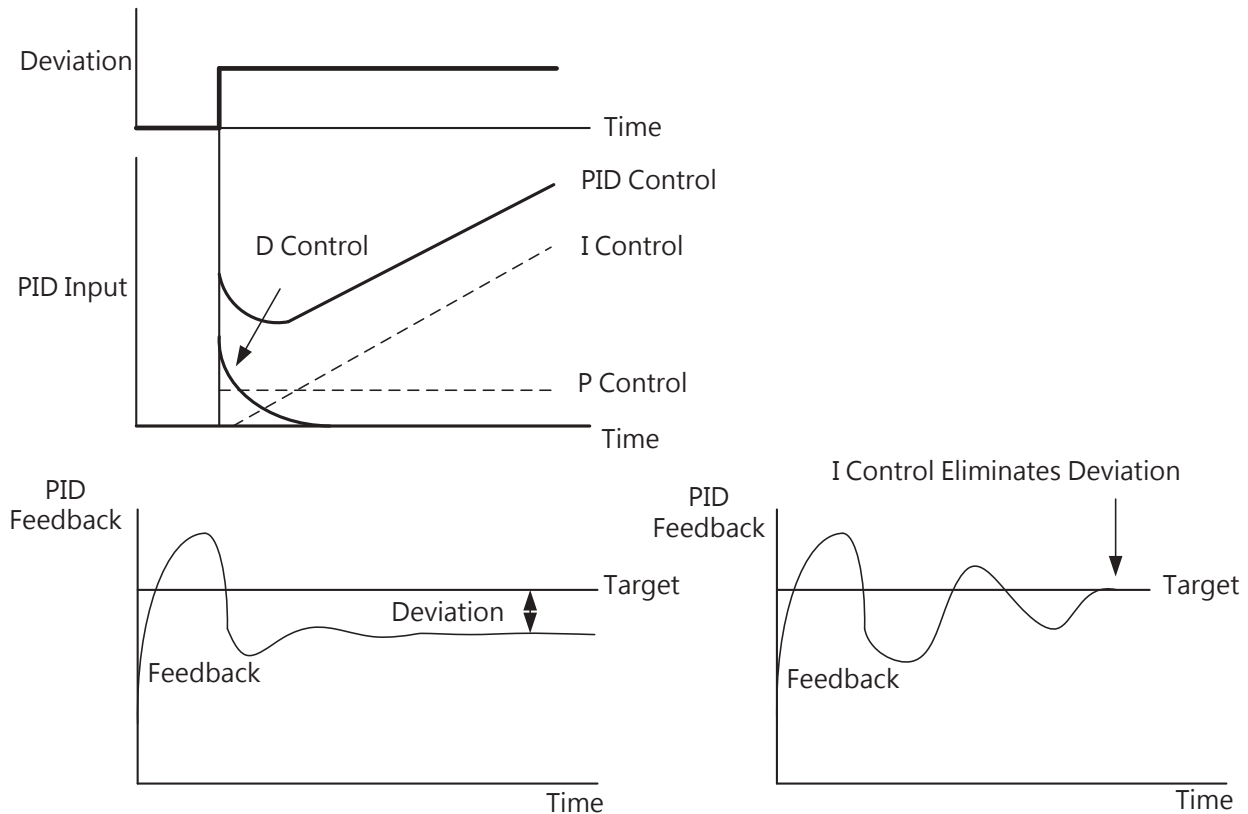 Deviation
Time
PID Control
D Control
I Control
PID Input
P Control
Time
I Control Eliminates Deviation
PID
Feedback
Target
Deviation
Feedback
Time
PID
Feedback
Target
Feedback
Time